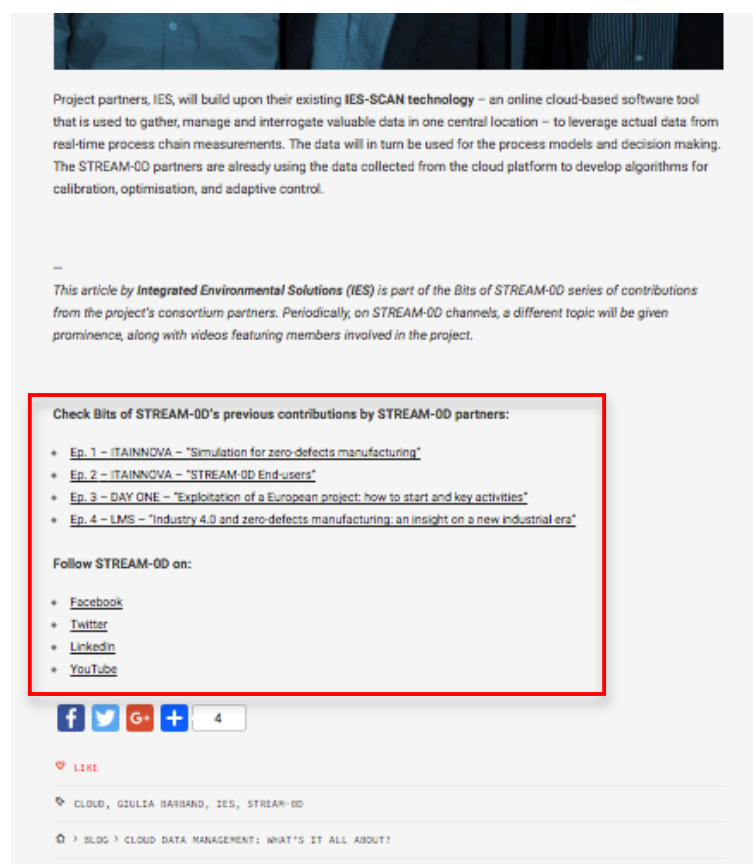 Project partners, IES, will build upon their existing IES-SCAN technology – an online cloud-based software tool
that is used to gather, manage and interrogate valuable data in one central location – to leverage actual data from
real-time process chain measurements. The data will in turn be used for the process models and decision making.
The STREAM-0D partners are already using the data collected from the cloud platform to develop algorithms for
calibration, optimisation, and adaptive control.
—
This article by Integrated Environmental Solutions (IES) is part of the Bits of STREAM-0D series of contributions
from the project's consortium partners. Periodically, on STREAM-0D channels, a different topic will be given
prominence, along with videos featuring members involved in the project.
Check Bits of STREAM-0D's previous contributions by STREAM-0D partners:
Ep. 1 – ITAINNOVA – "Simulation for zero-defects manufacturing"
Ep. 2 – ITAINNOVA – "STREAM-0D End-users"
Ep. 3 – DAY ONE – "Exploitation of a European project: how to start and key activities"
Ep. 4 – LMS – "Industry 4.0 and zero-defects manufacturing: an insight on a new industrial era"
Follow STREAM-0D on:
Facebook
Twitter
LinkedIn
YouTube
f G+ + 4
LIKE
CLOUD, GIULIA BARBANO, IES, STREAM-0D
> BLOG > CLOUD DATA MANAGEMENT: WHAT'S IT ALL ABOUT?